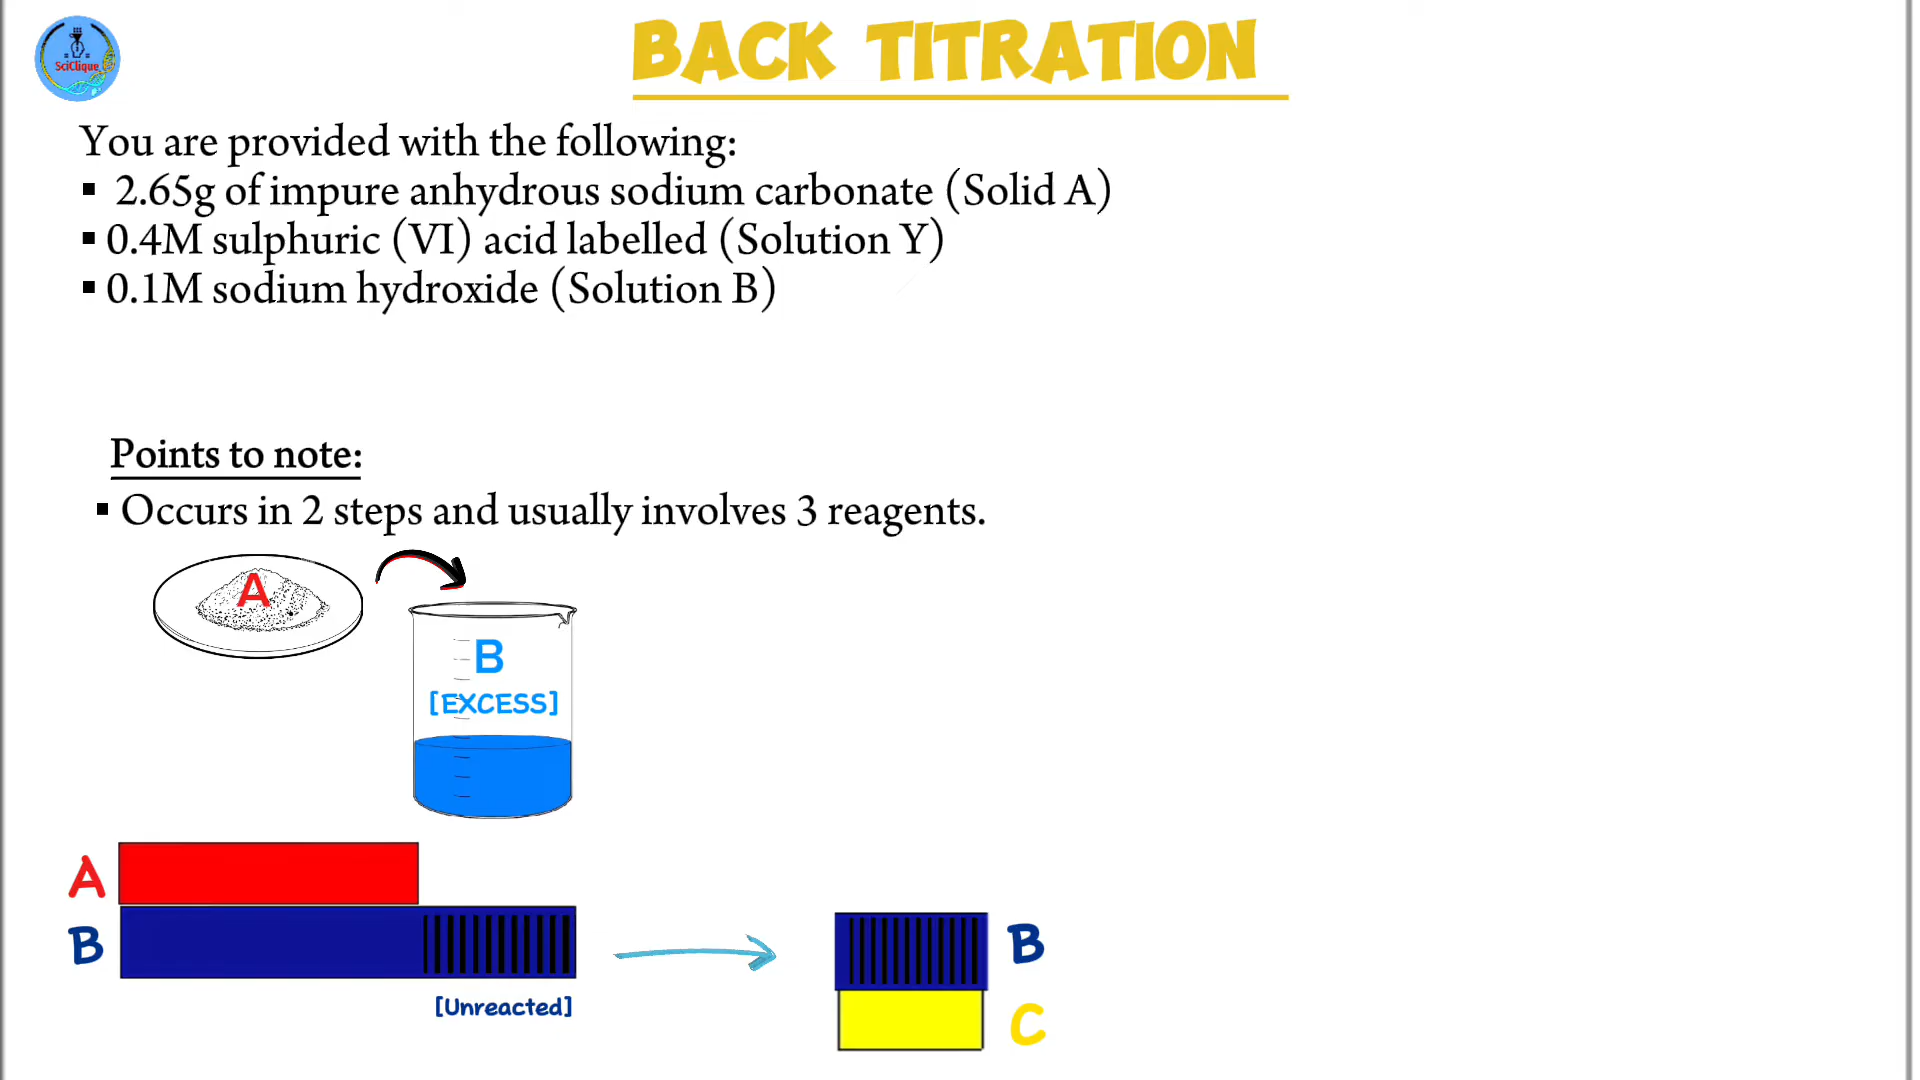 SciClique
BACK TITRATION
You are provided with the following:
▪ 2.65g of impure anhydrous sodium carbonate (Solid A)
▪ 0.4M sulphuric (VI) acid labelled (Solution Y)
▪ 0.1M sodium hydroxide (Solution B)
Points to note:
▪ Occurs in 2 steps and usually involves 3 reagents.
A
B
[EXCESS]
A
B
[Unreacted]
B
C